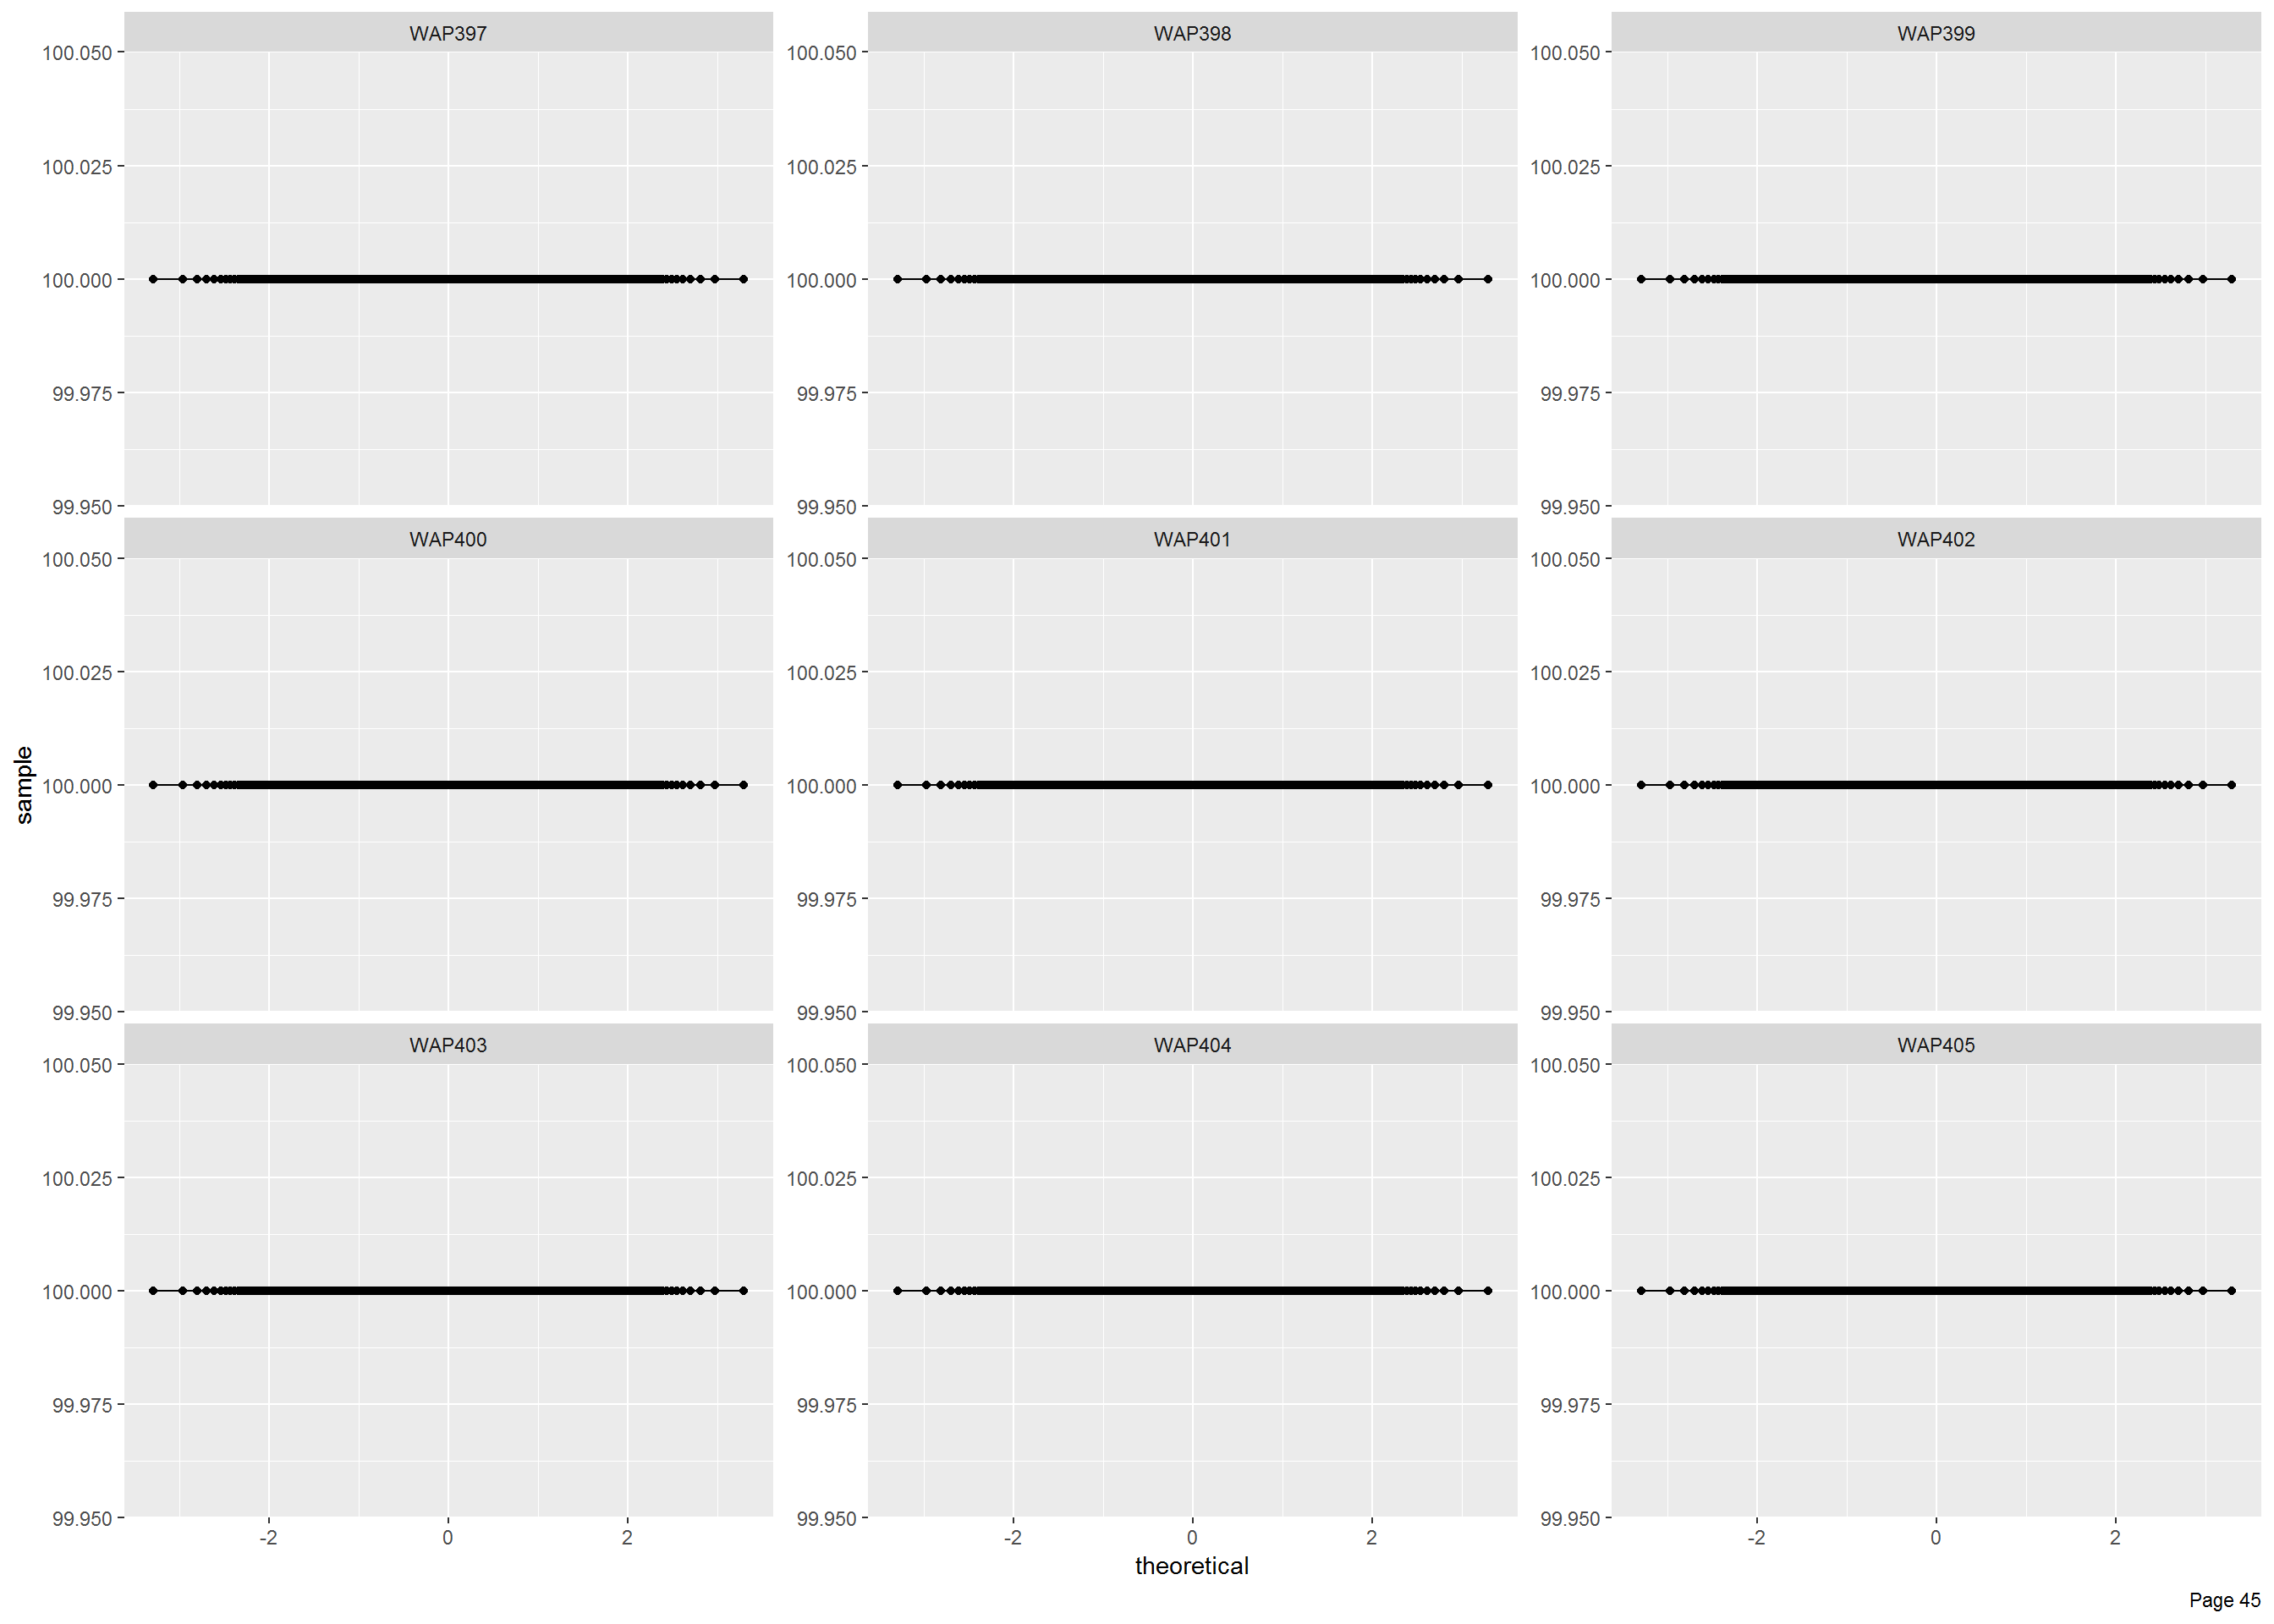 WAP397 WAP398 WAP399
100.050 100.050 100.050
100.025 100.025 100.025
100.000 100.000 100.000
99.975 99.975 99.975
99.950 99.950 99.950
WAP400 WAP401 WAP402
100.050 100.050 100.050
100.025 100.025 100.025
sample
100.000 100.000 100.000
99.975 99.975 99.975
99.950 99.950 99.950
WAP403 WAP404 WAP405
100.050 100.050 100.050
100.025 100.025 100.025
100.000 100.000 100.000
99.975 99.975 99.975
99.950 99.950 99.950
-2 0 2 -2 0 2 -2 0 2
theoretical
Page 45